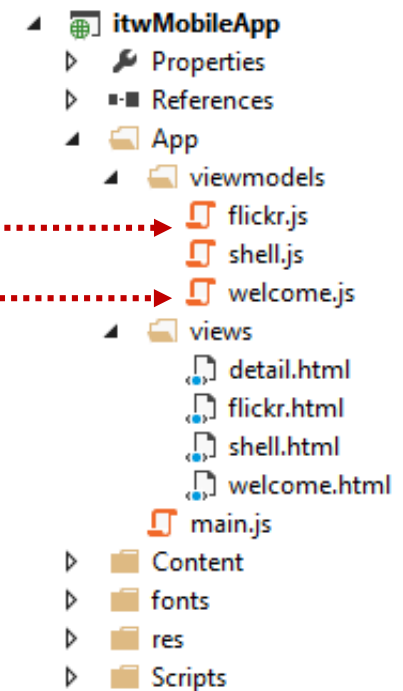 itwMobileApp
Properties
References
App
viewmodels
flickr.js
shell.js
welcome.js
views
detail.html
flickr.html
shell.html
welcome.html
main.js
Content
fonts
res
Scripts